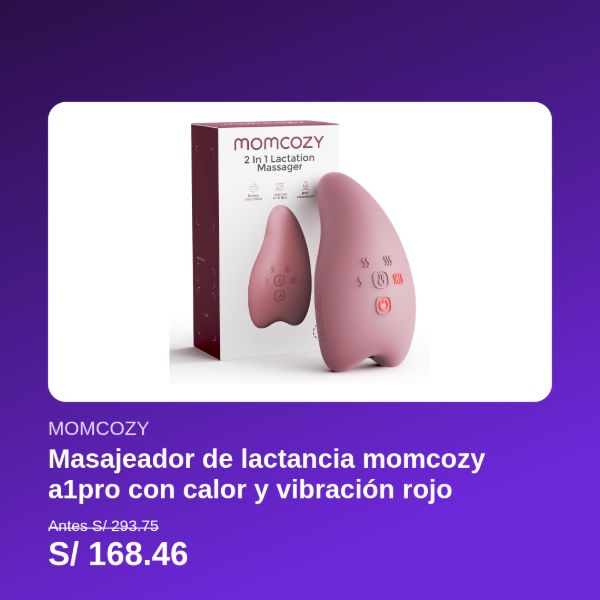 momcozy
2 In 1 Lactation
Massager
MOMCOZY
Masajeador de lactancia momcozy
a1pro con calor y vibración rojo
Antes S/ 293.75
S/ 168.46